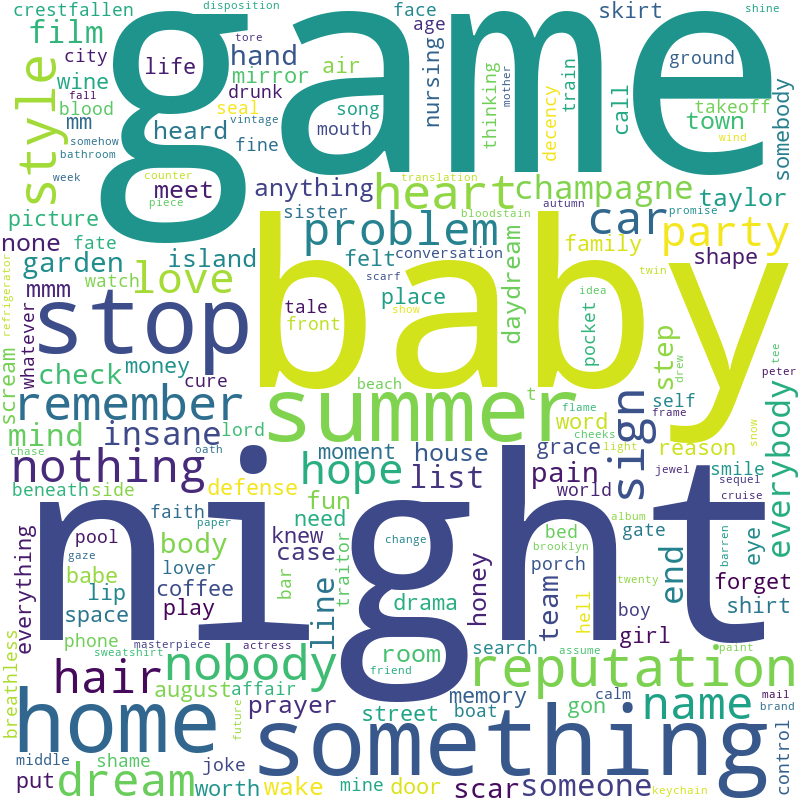 crestfallen disposition face age skirt shine
film tore game
city life hand mirror air nursing thinking mother train call ground somebody
style wine drunk takeoff
blood seal song decency town
mm fall heard vintage fine mouth wind
somehow
bathroom
week counter meet anything heart translation champagne taylor
piece sister bloodstain autumn car promise
picture problem party
none fate felt conversation family shape
garden island daydream
refrigerator mmm watch love scarf place twin
whatever stop tale show baby idea
front pocket step tee
scream money drew peter
check cure beach summer t flame frame self everybody
remember lord word sign
mind insane cheeks grace light reason snow
chase oath moment house jewel smile
nothing hope list pain sequel
beneath side defense world cruise
fun album
everything faith paper need knew night change bed gate eye barren
pool body case brooklyn porch
gaze lover bar traitor honey end forget
babe coffee twenty
lip play line drama team hell boy shirt
space girl
phone masterpiece actress room search assume paint
breathless sweatshirt nobody friend reputation
hair august affair memory calm mail
prayer street boat gon name brand
home future something control
middle shame joke
put dream worth wake mine door scar someone keychain